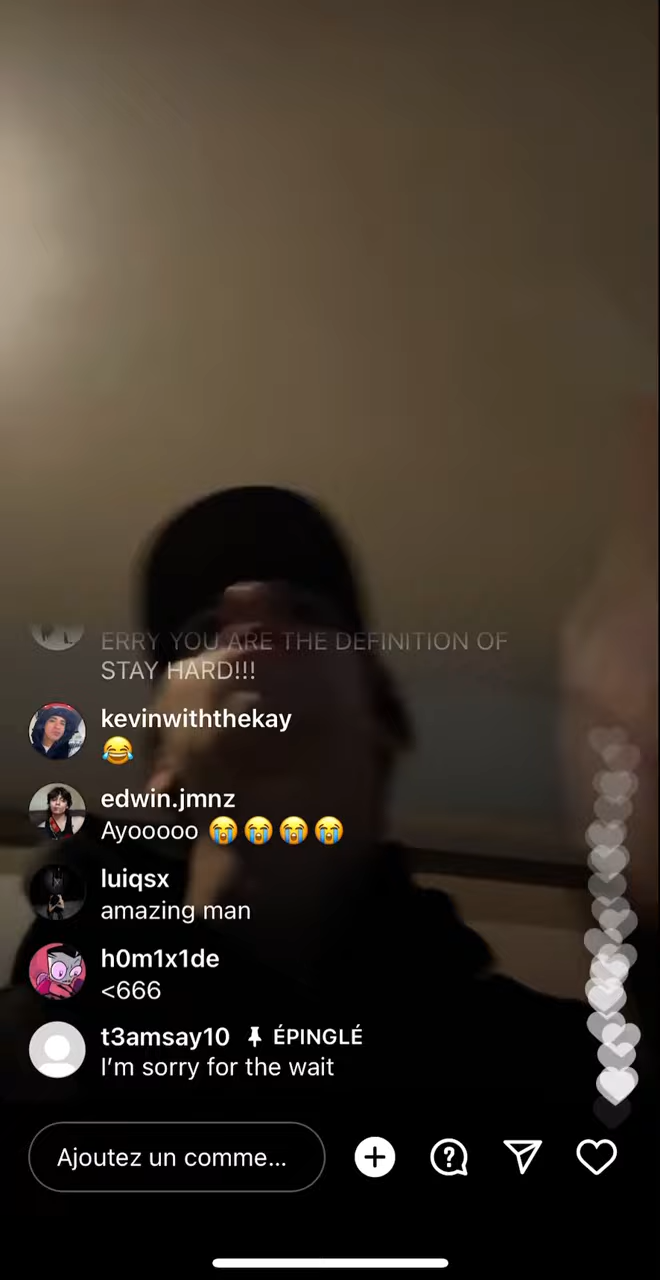 ERRY YOU ARE THE DEFINITION OF
STAY HARD!!!
kevinwiththekay
😂
edwin.jmnz
Ayooooo 😭😭😭😭
luiqsx
amazing man
h0m1x1de
<666
t3amsay10 📌 ÉPINGLÉ
I’m sorry for the wait
Ajoutez un comme...